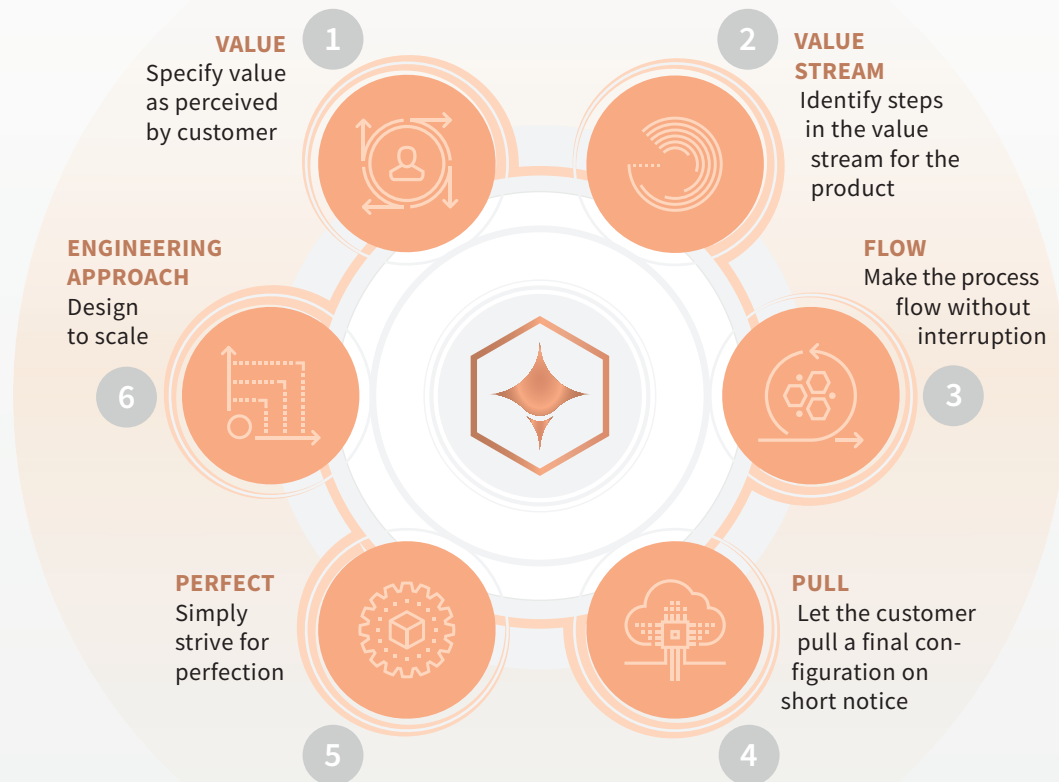 1
VALUE
Specify value
as perceived
by customer
2
VALUE
STREAM
Identify steps
in the value
stream for the
product
3
FLOW
Make the process
flow without
interruption
4
PULL
Let the customer
pull a final con-
figuration on
short notice
5
PERFECT
Simply
strive for
perfection
6
ENGINEERING
APPROACH
Design
to scale